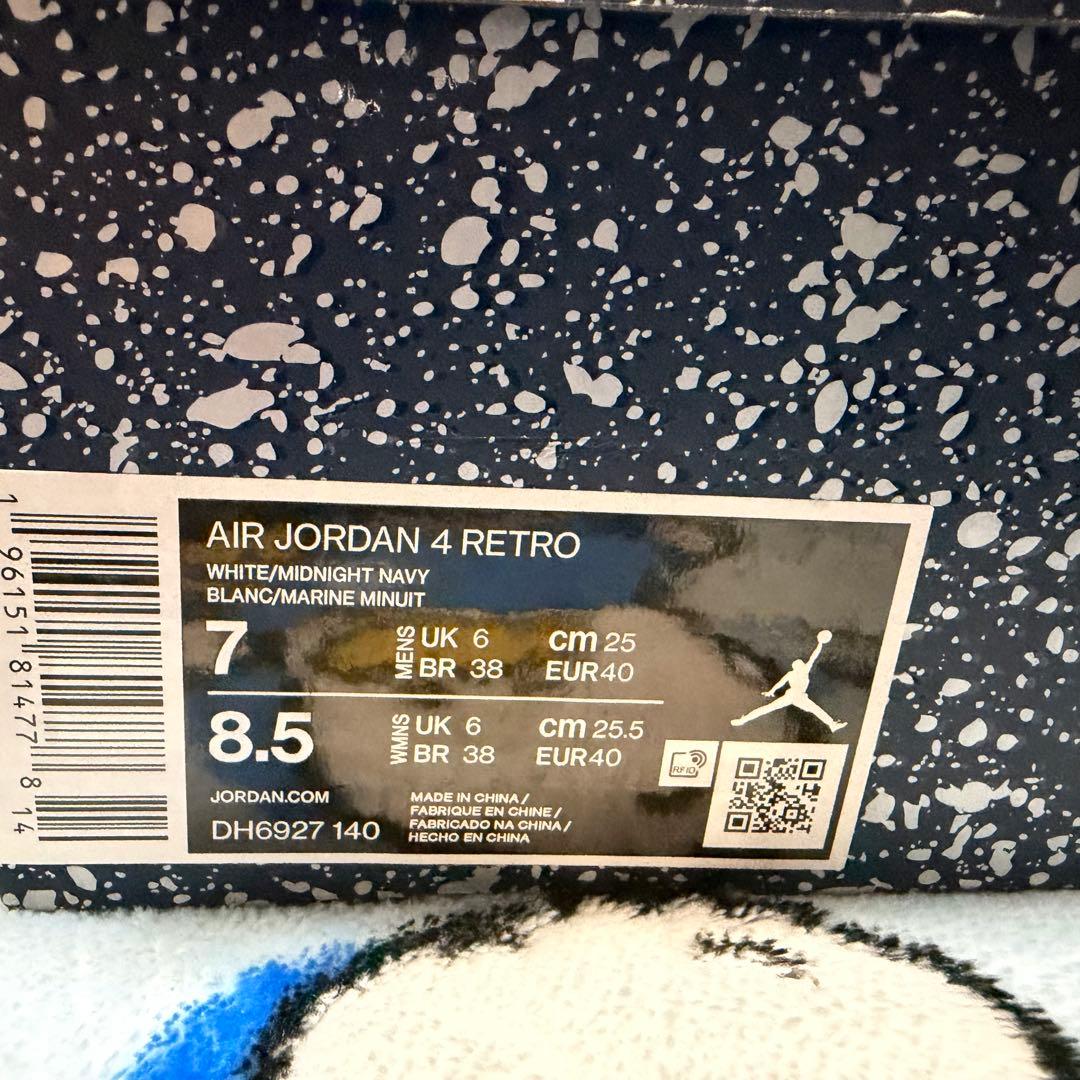 1 96151 81477 8 14
AIR JORDAN 4 RETRO
WHITE/MIDNIGHT NAVY
BLANC/MARINE MINUIT
7 MENS UK 6 cm 25
BR 38 EUR40
8.5 WMNS UK 6 cm 25.5
BR 38 EUR40
RFID
JORDAN.COM
DH6927 140
MADE IN CHINA /
FABRIQUE EN CHINE /
FABRICADO NA CHINA /
HECHO EN CHINA